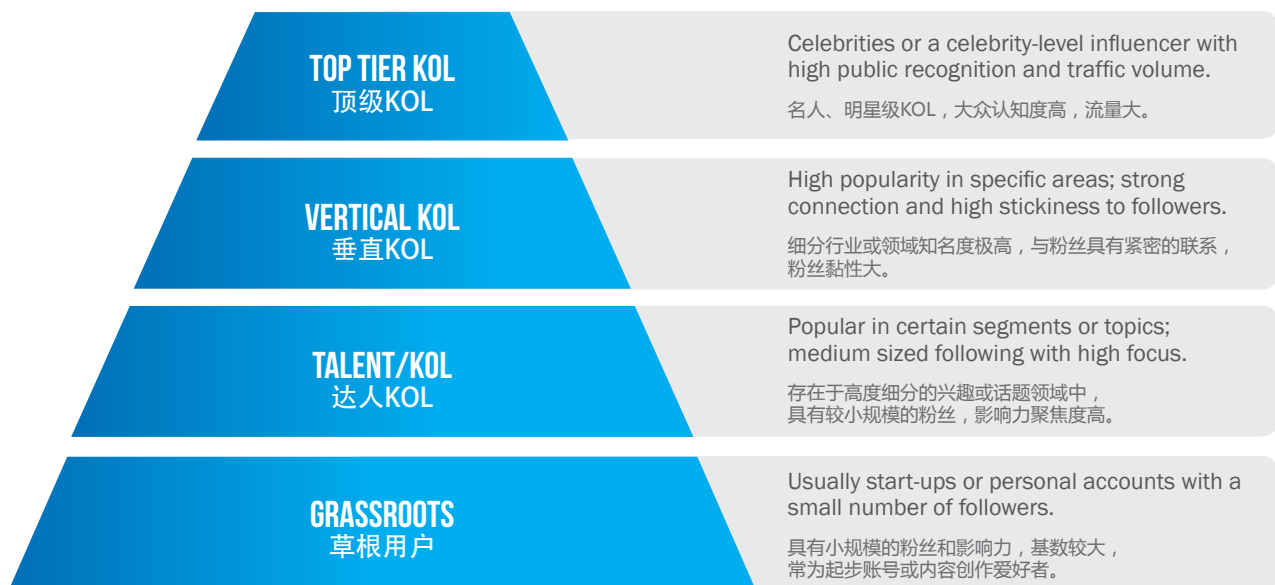 TOP TIER KOL
顶级KOL
Celebrities or a celebrity-level influencer with
high public recognition and traffic volume.
名人、明星级KOL，大众认知度高，流量大。
VERTICAL KOL
垂直KOL
High popularity in specific areas; strong
connection and high stickiness to followers.
细分行业或领域知名度极高，与粉丝具有紧密的联系，
粉丝黏性大。
TALENT/KOL
达人KOL
Popular in certain segments or topics;
medium sized following with high focus.
存在于高度细分的兴趣或话题领域中，
具有较小规模的粉丝，影响力聚焦度高。
GRASSROOTS
草根用户
Usually start-ups or personal accounts with a
small number of followers.
具有小规模的粉丝和影响力，基数较大，
常为起步账号或内容创作爱好者。